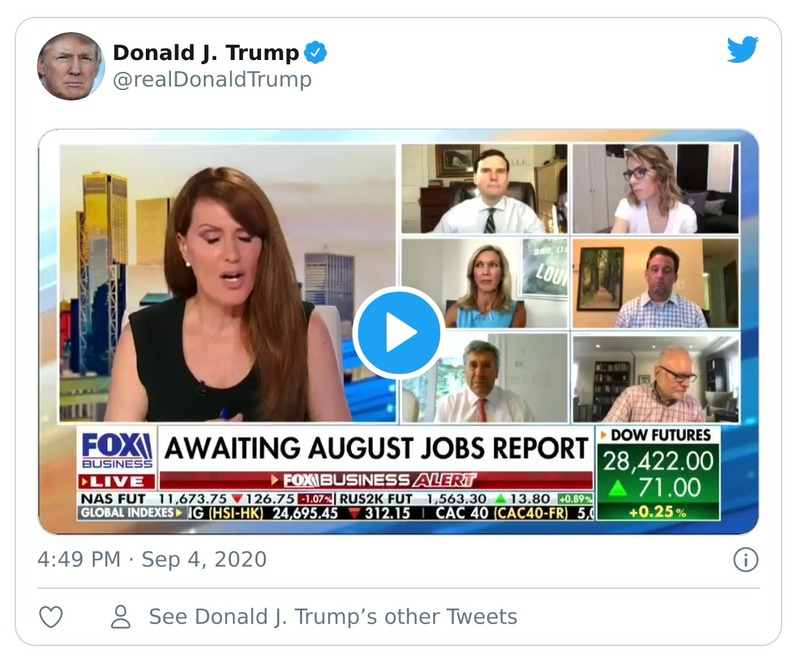 Donald J. Trump
@realDonaldTrump
LOUI
FOX
BUSINESS
LIVE
AWAITING AUGUST JOBS REPORT
FOX BUSINESS ALERT
DOW FUTURES
28,422.00
71.00
+0.25%
NAS FUT 11,673.75 126.75 -1.07% RUS2K FUT 1,563.30 13.80 +0.89%
GLOBAL INDEXES NG (HSI-HK) 24,695.45 312.15 CAC 40 (CAC40-FR) 5,0
4:49 PM · Sep 4, 2020
See Donald J. Trump’s other Tweets